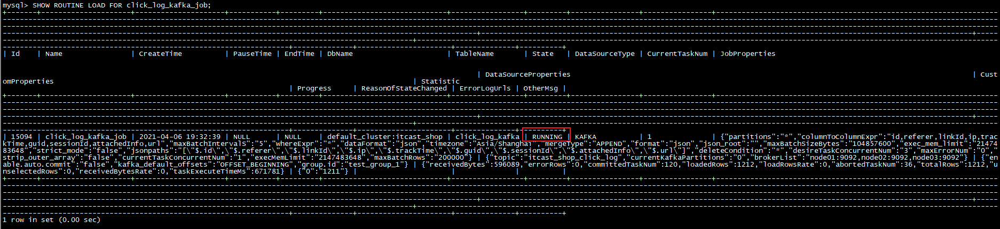 mysql> SHOW ROUTINE LOAD FOR click_log_kafka_job;
| Id | Name | CreateTime | PauseTime | EndTime | DbName | TableName | State | DataSourceType | CurrentTaskNum | JobProperties
| DataSourceProperties | Cust
omProperties | Statistic
| Progress | ReasonOfStateChanged | ErrorLogUrls | OtherMsg |
| 15094 | click_log_kafka_job | 2021-04-06 19:32:39 | NULL | NULL | default_cluster:itcast_shop | click_log_kafka | RUNNING | KAFKA | 1 | {"partitions":"*","columnToColumnExpr":"id,referer,linkId,ip,trac
kTime,guid,sessionId,attachedInfo,url","maxBatchIntervals":"5","whereExpr":"*","dataFormat":"json","timezone":"Asia/Shanghai","mergeType":"APPEND","format":"json","json_root":"","maxBatchSizeBytes":"104857600","exec_mem_limit":"21474
83648","strict_mode":"false","jsonpaths":"[\"$.id\",\"$.referer\",\"$.linkId\",\"$.ip\",\"$.trackTime\",\"$.guid\",\"$.sessionId\",\"$.attachedInfo\",\"$.url\"]","deleteCondition":"*","desireTaskConcurrentNum":"3","maxErrorNum":"0","
strip_outer_array":"false","currentTaskConcurrentNum":"1","execMemLimit":"2147483648","maxBatchRows":"200000"} | {"topic":"itcast_shop_click_log","currentKafkaPartitions":"0","brokerList":"node01:9092,node02:9092,node03:9092"} | {"en
able.auto.commit":"false","kafka_default_offsets":"OFFSET_BEGINNING","group.id":"test_group_1"} | {"receivedBytes":596089,"errorRows":0,"committedTaskNum":120,"loadedRows":1212,"loadRowsRate":0,"abortedTaskNum":36,"totalRows":1212,"u
nselectedRows":0,"receivedBytesRate":0,"taskExecuteTimeMs":671781} | {"0":"1211"} | | | |
1 row in set (0.00 sec)